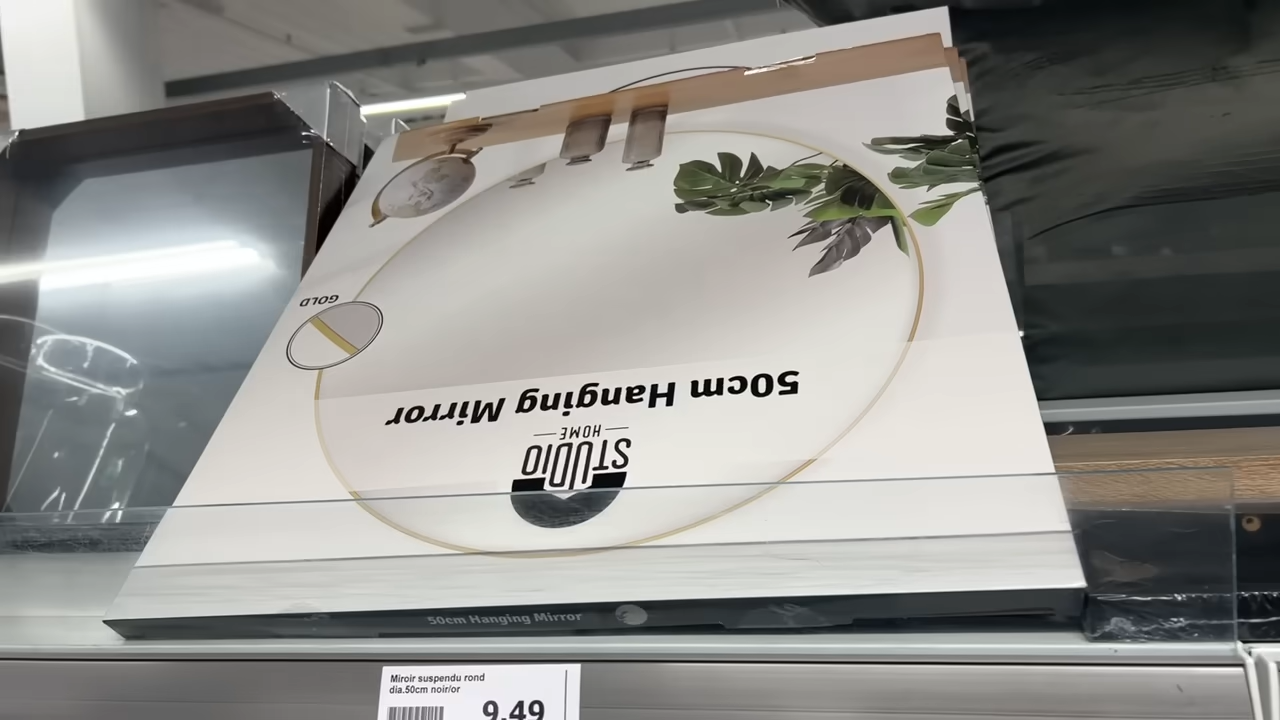 GOLD
50cm Hanging Mirror
STUDIO
HOME
50cm Hanging Mirror
Miroir suspendu rond
dia.50cm noir/or
9.49